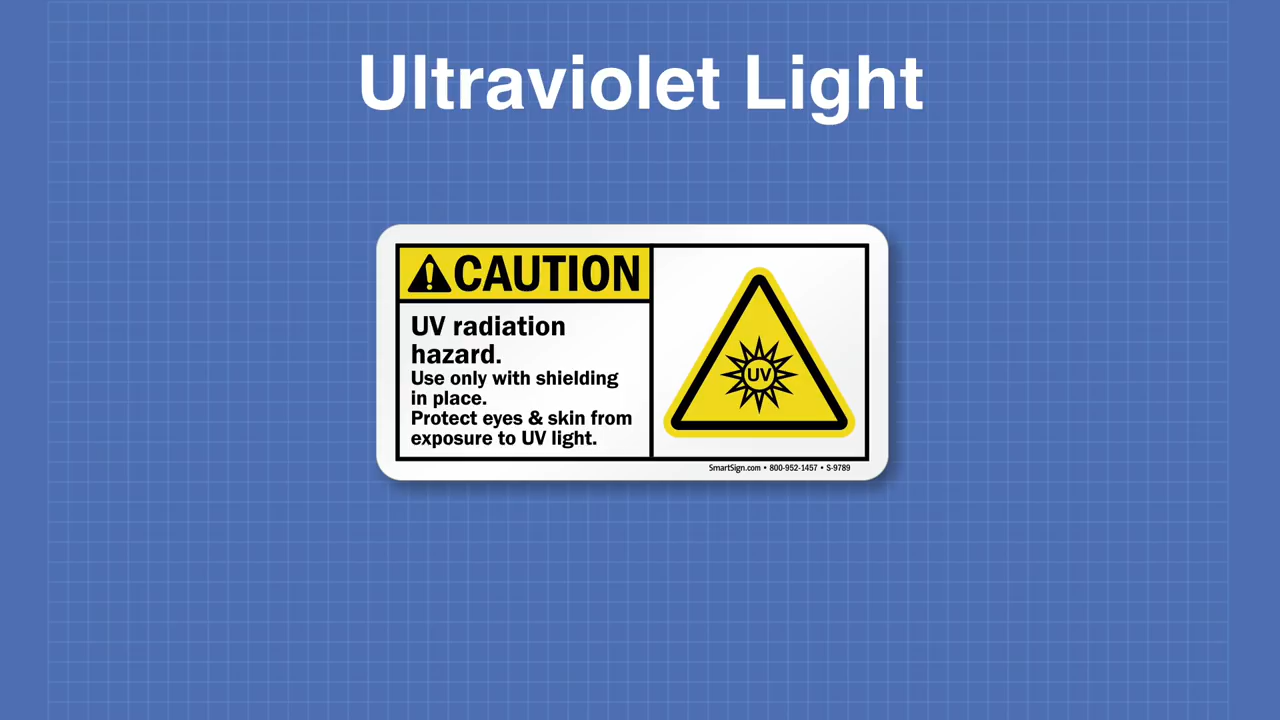 Ultraviolet Light
CAUTION
UV radiation
hazard.
Use only with shielding
in place.
Protect eyes & skin from
exposure to UV light.
UV
SmartSign.com • 800-952-1457 • S-9789